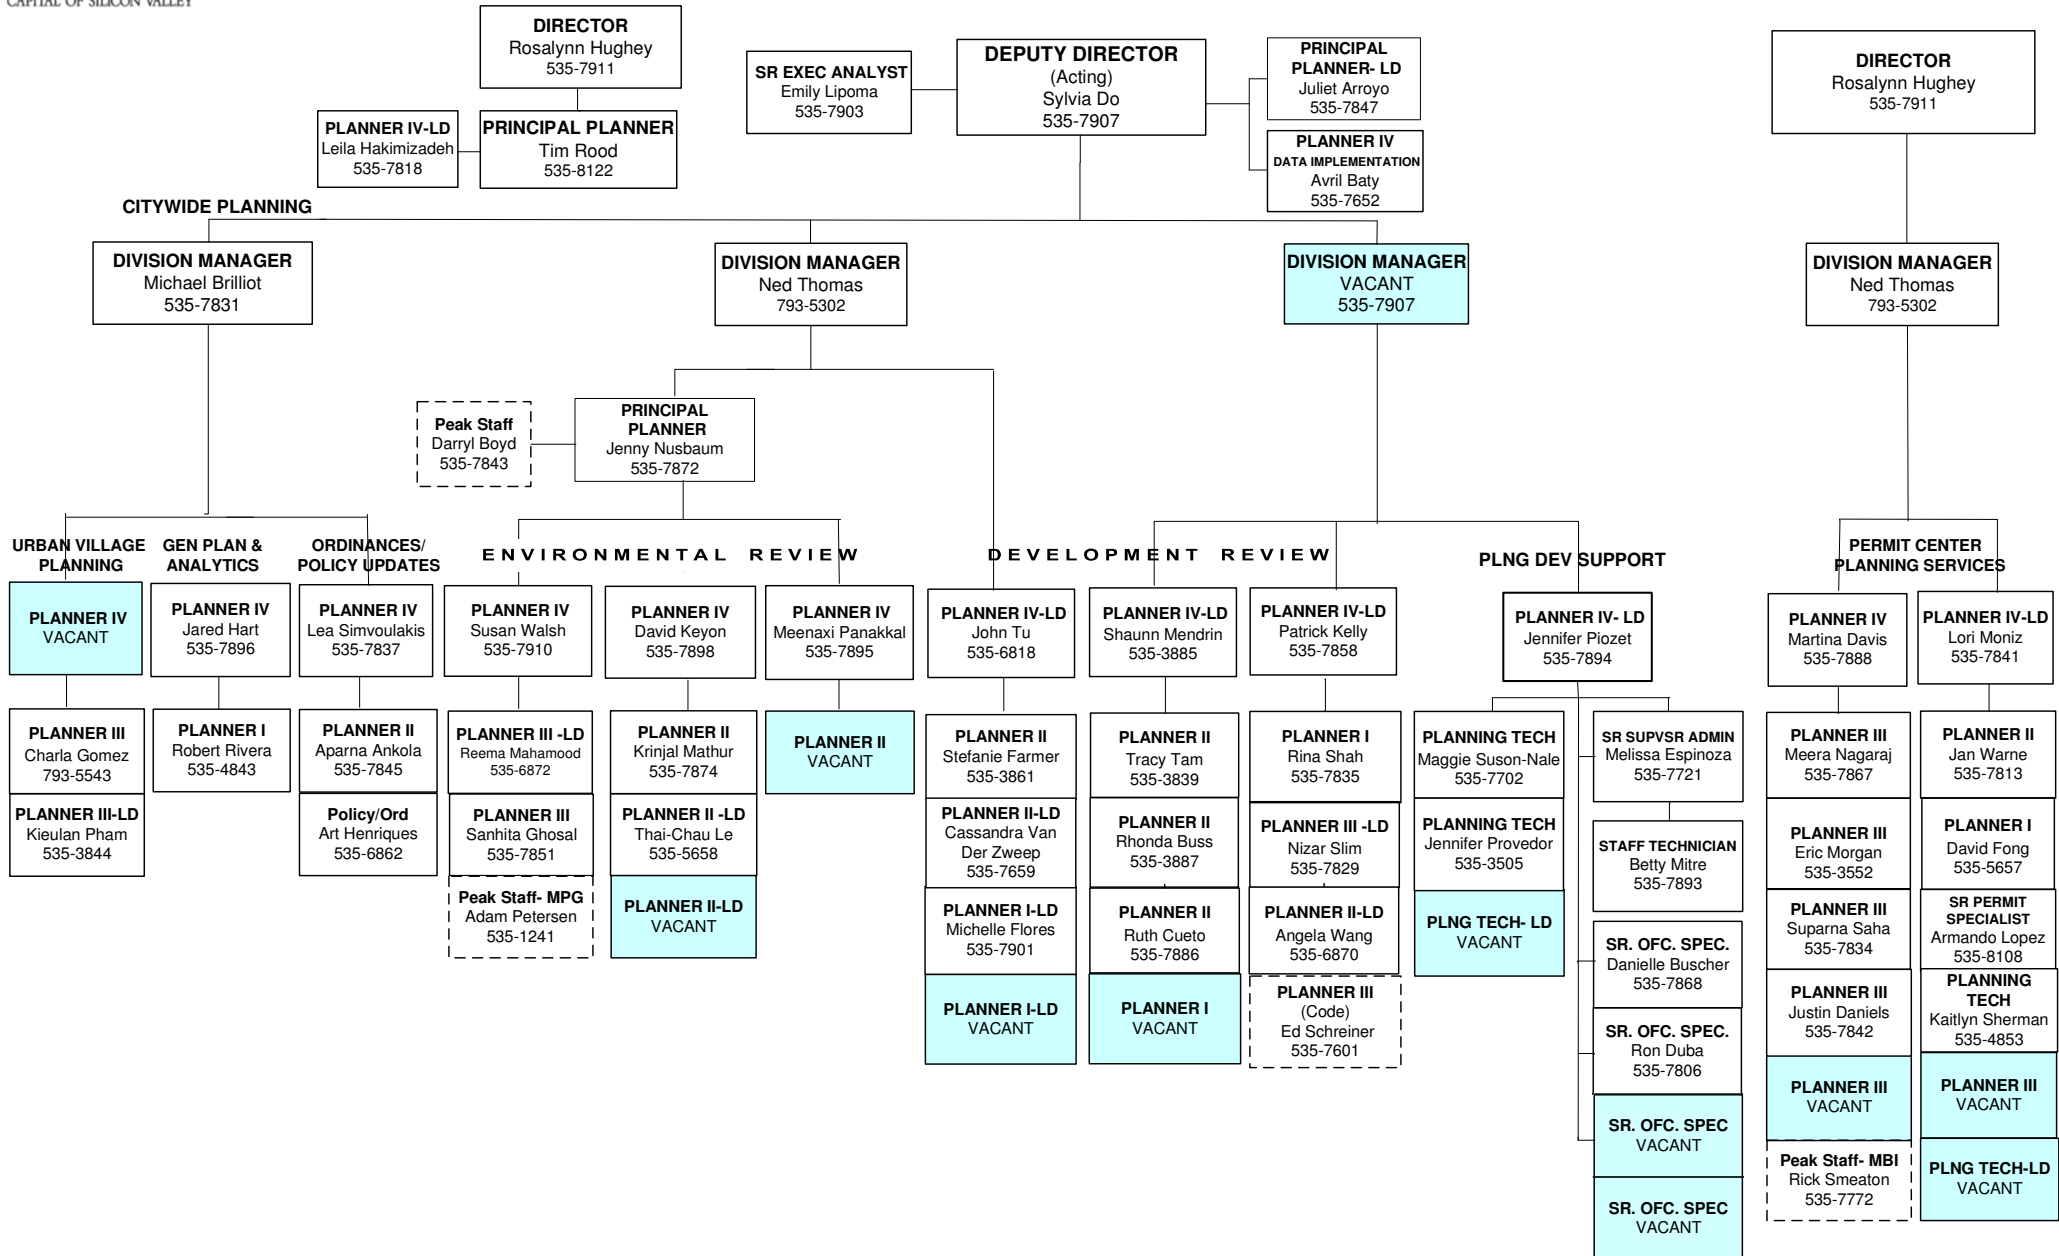 CAPITAL OF SILICON VALLEY
DIRECTOR
Rosalynn Hughey
535-7911
PLANNER IV-LD
Leila Hakimizadeh
535-7818
PRINCIPAL PLANNER
Tim Rood
535-8122
SR EXEC ANALYST
Emily Lipoma
535-7903
DEPUTY DIRECTOR
(Acting)
Sylvia Do
535-7907
PRINCIPAL
PLANNER- LD
Juliet Arroyo
535-7847
PLANNER IV
DATA IMPLEMENTATION
Avril Baty
535-7652
DIRECTOR
Rosalynn Hughey
535-7911
CITYWIDE PLANNING
DIVISION MANAGER
Michael Brilliot
535-7831
DIVISION MANAGER
Ned Thomas
793-5302
DIVISION MANAGER
VACANT
535-7907
DIVISION MANAGER
Ned Thomas
793-5302
Peak Staff
Darryl Boyd
535-7843
PRINCIPAL
PLANNER
Jenny Nusbaum
535-7872
URBAN VILLAGE
PLANNING
GEN PLAN &
ANALYTICS
ORDINANCES/
POLICY UPDATES
ENVIRONMENTAL REVIEW
DEVELOPMENT REVIEW
PLNG DEV SUPPORT
PERMIT CENTER
PLANNING SERVICES
PLANNER IV
VACANT
PLANNER III
Charla Gomez
793-5543
PLANNER III-LD
Kieulan Pham
535-3844
PLANNER IV
Jared Hart
535-7896
PLANNER I
Robert Rivera
535-4843
PLANNER IV
Lea Simvoulakis
535-7837
PLANNER II
Aparna Ankola
535-7845
Policy/Ord
Art Henriques
535-6862
PLANNER IV
Susan Walsh
535-7910
PLANNER III -LD
Reema Mahamood
535-6872
PLANNER III
Sanhita Ghosal
535-7851
Peak Staff- MPG
Adam Petersen
535-1241
PLANNER IV
David Keyon
535-7898
PLANNER II
Krinjal Mathur
535-7874
PLANNER II -LD
Thai-Chau Le
535-5658
PLANNER II-LD
VACANT
PLANNER IV
Meenaxi Panakkal
535-7895
PLANNER II
VACANT
PLANNER IV-LD
John Tu
535-6818
PLANNER II
Stefanie Farmer
535-3861
PLANNER II-LD
Cassandra Van
Der Zweep
535-7659
PLANNER I-LD
Michelle Flores
535-7901
PLANNER I-LD
VACANT
PLANNER IV-LD
Shaunn Mendrin
535-3885
PLANNER II
Tracy Tam
535-3839
PLANNER II
Rhonda Buss
535-3887
PLANNER II
Ruth Cueto
535-7886
PLANNER I
VACANT
PLANNER IV-LD
Patrick Kelly
535-7858
PLANNER I
Rina Shah
535-7835
PLANNER III -LD
Nizar Slim
535-7829
PLANNER II-LD
Angela Wang
535-6870
PLANNER III
(Code)
Ed Schreiner
535-7601
PLANNER IV- LD
Jennifer Piozet
535-7894
PLANNING TECH
Maggie Suson-Nale
535-7702
PLANNING TECH
Jennifer Provedor
535-3505
PLNG TECH- LD
VACANT
SR SUPVSR ADMIN
Melissa Espinoza
535-7721
STAFF TECHNICIAN
Betty Mitre
535-7893
SR. OFC. SPEC.
Danielle Buscher
535-7868
SR. OFC. SPEC.
Ron Duba
535-7806
SR. OFC. SPEC
VACANT
SR. OFC. SPEC
VACANT
PLANNER IV
Martina Davis
535-7888
PLANNER III
Meera Nagaraj
535-7867
PLANNER III
Eric Morgan
535-3552
PLANNER III
Suparna Saha
535-7834
PLANNER III
Justin Daniels
535-7842
PLANNER III
VACANT
Peak Staff- MBI
Rick Smeaton
535-7772
PLANNER IV-LD
Lori Moniz
535-7841
PLANNER II
Jan Warne
535-7813
PLANNER I
David Fong
535-5657
SR PERMIT
SPECIALIST
Armando Lopez
535-8108
PLANNING
TECH
Kaitlyn Sherman
535-4853
PLANNER III
VACANT
PLNG TECH-LD
VACANT